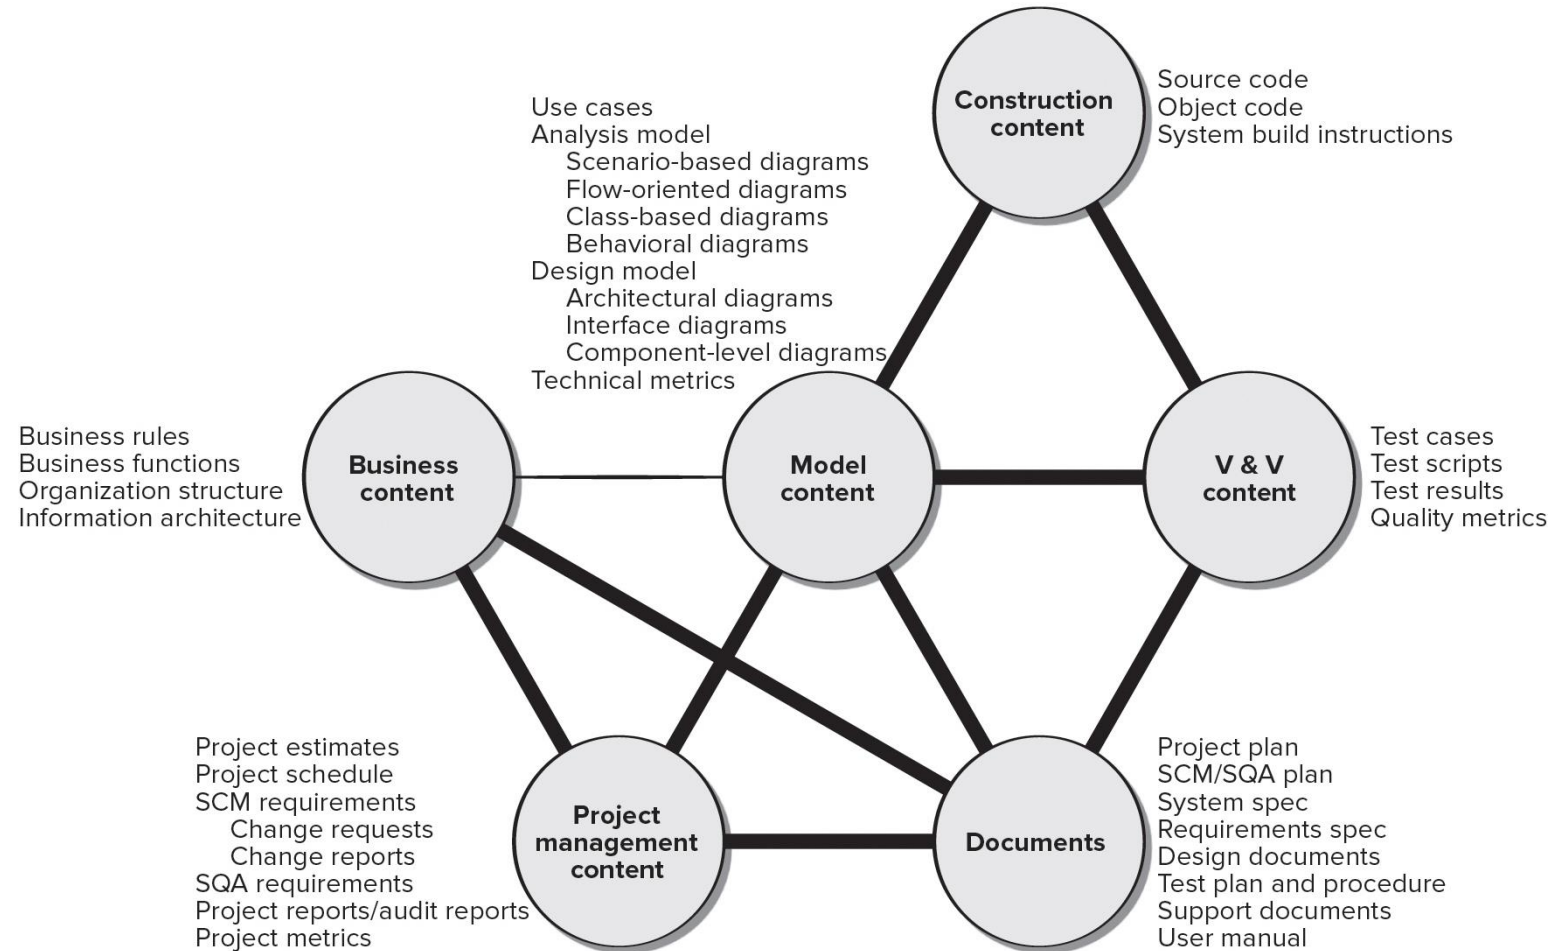 Construction
content
Source code
Object code
System build instructions
Use cases
Analysis model
Scenario-based diagrams
Flow-oriented diagrams
Class-based diagrams
Behavioral diagrams
Design model
Architectural diagrams
Interface diagrams
Component-level diagrams
Technical metrics
Business rules
Business functions
Organization structure
Information architecture
Business
content
Model
content
V & V
content
Test cases
Test scripts
Test results
Quality metrics
Project estimates
Project schedule
SCM requirements
Change requests
Change reports
SQA requirements
Project reports/audit reports
Project metrics
Project
management
content
Documents
Project plan
SCM/SQA plan
System spec
Requirements spec
Design documents
Test plan and procedure
Support documents
User manual